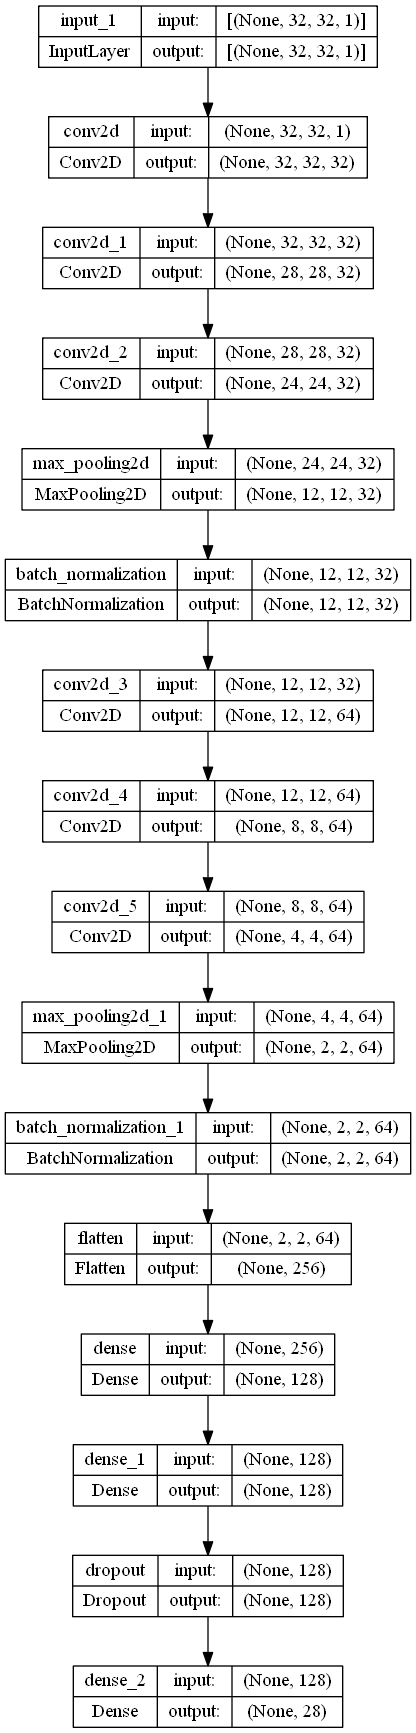 input_1 input: [(None, 32, 32, 1)]
InputLayer output: [(None, 32, 32, 1)]
conv2d input: (None, 32, 32, 1)
Conv2D output: (None, 32, 32, 32)
conv2d_1 input: (None, 32, 32, 32)
Conv2D output: (None, 28, 28, 32)
conv2d_2 input: (None, 28, 28, 32)
Conv2D output: (None, 24, 24, 32)
max_pooling2d input: (None, 24, 24, 32)
MaxPooling2D output: (None, 12, 12, 32)
batch_normalization input: (None, 12, 12, 32)
BatchNormalization output: (None, 12, 12, 32)
conv2d_3 input: (None, 12, 12, 32)
Conv2D output: (None, 12, 12, 64)
conv2d_4 input: (None, 12, 12, 64)
Conv2D output: (None, 8, 8, 64)
conv2d_5 input: (None, 8, 8, 64)
Conv2D output: (None, 4, 4, 64)
max_pooling2d_1 input: (None, 4, 4, 64)
MaxPooling2D output: (None, 2, 2, 64)
batch_normalization_1 input: (None, 2, 2, 64)
BatchNormalization output: (None, 2, 2, 64)
flatten input: (None, 2, 2, 64)
Flatten output: (None, 256)
dense input: (None, 256)
Dense output: (None, 128)
dense_1 input: (None, 128)
Dense output: (None, 128)
dropout input: (None, 128)
Dropout output: (None, 128)
dense_2 input: (None, 128)
Dense output: (None, 28)